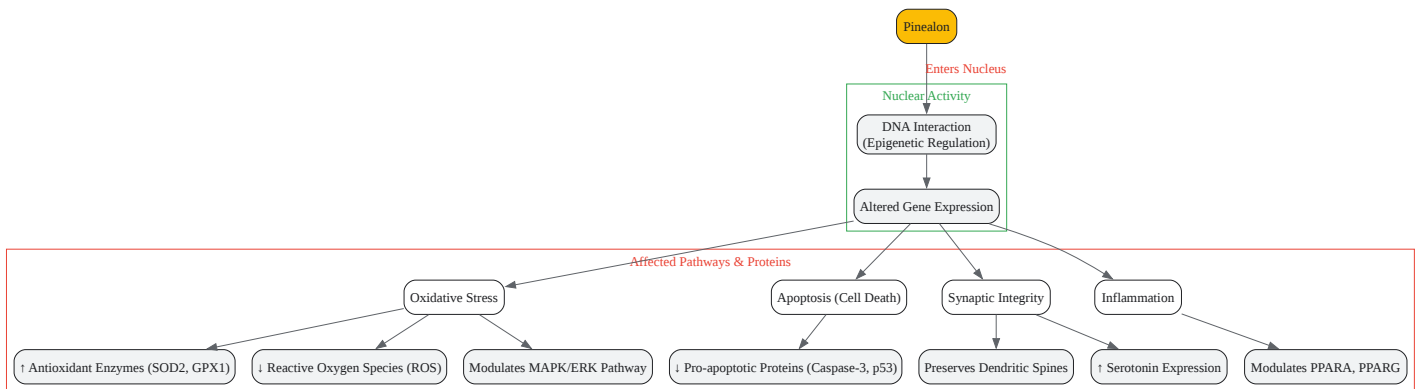 Pinealon
Enters Nucleus
Nuclear Activity
DNA Interaction
(Epigenetic Regulation)
Altered Gene Expression
Affected Pathways & Proteins
Oxidative Stress
Apoptosis (Cell Death)
Synaptic Integrity
Inflammation
↑ Antioxidant Enzymes (SOD2, GPX1)
↓ Reactive Oxygen Species (ROS)
Modulates MAPK/ERK Pathway
↓ Pro-apoptotic Proteins (Caspase-3, p53)
Preserves Dendritic Spines
↑ Serotonin Expression
Modulates PPARA, PPARG